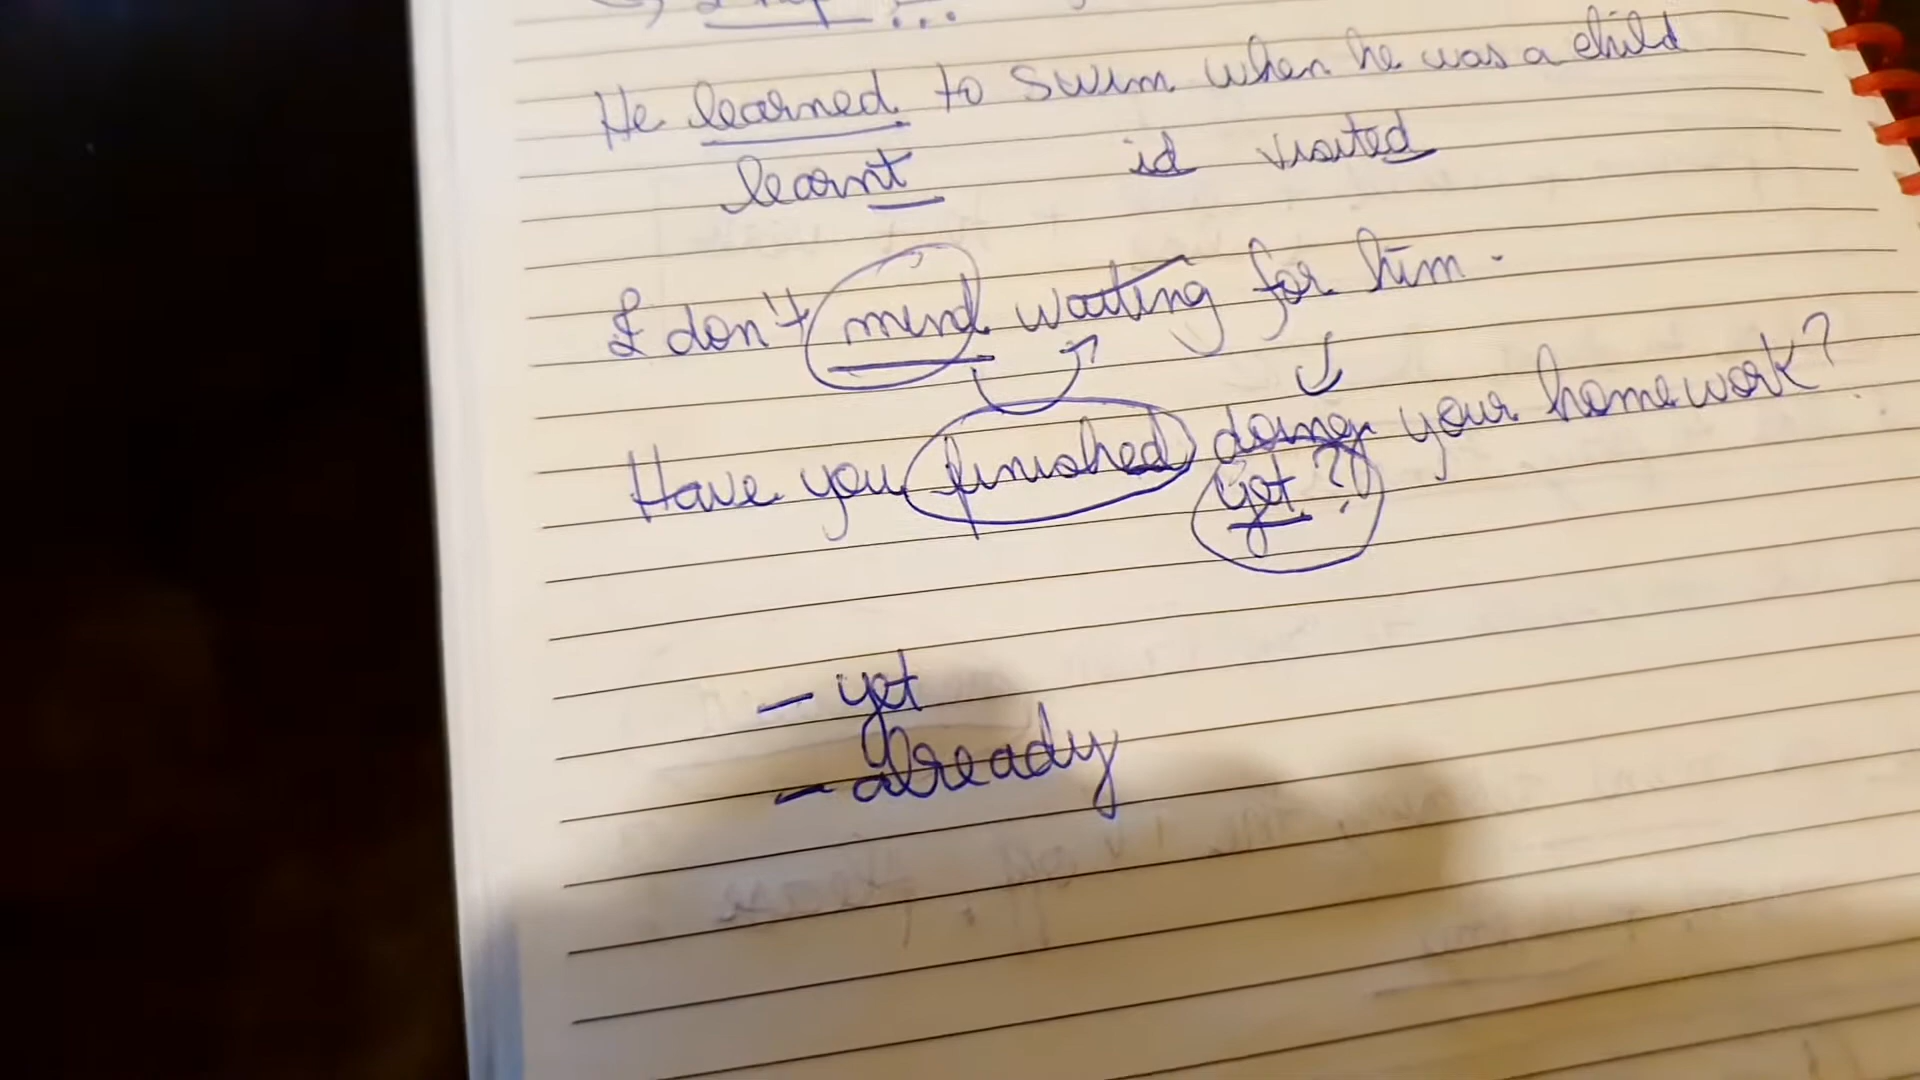 He learned to swim when he was a child
learnt id visited
I don't mind waiting for him.
Have you finished doing your homework?
yet?
- yet
- already